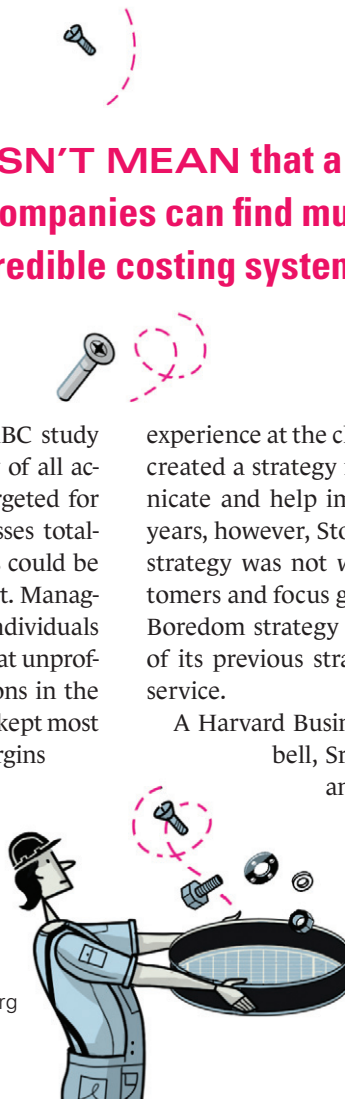 SN'T MEAN that a
ompanies can find mu
redible costing system
BC study
of all ac-
rgeted for
sses total-
s could be
t. Manag-
ndividuals
at unprof-
ons in the
kept most
rgins
experience at the cl
created a strategy
nicate and help im
years, however, Sto
strategy was not w
tomers and focus g
Boredom strategy
of its previous stra
service.
A Harvard Busin
bell, Sr
an
rg